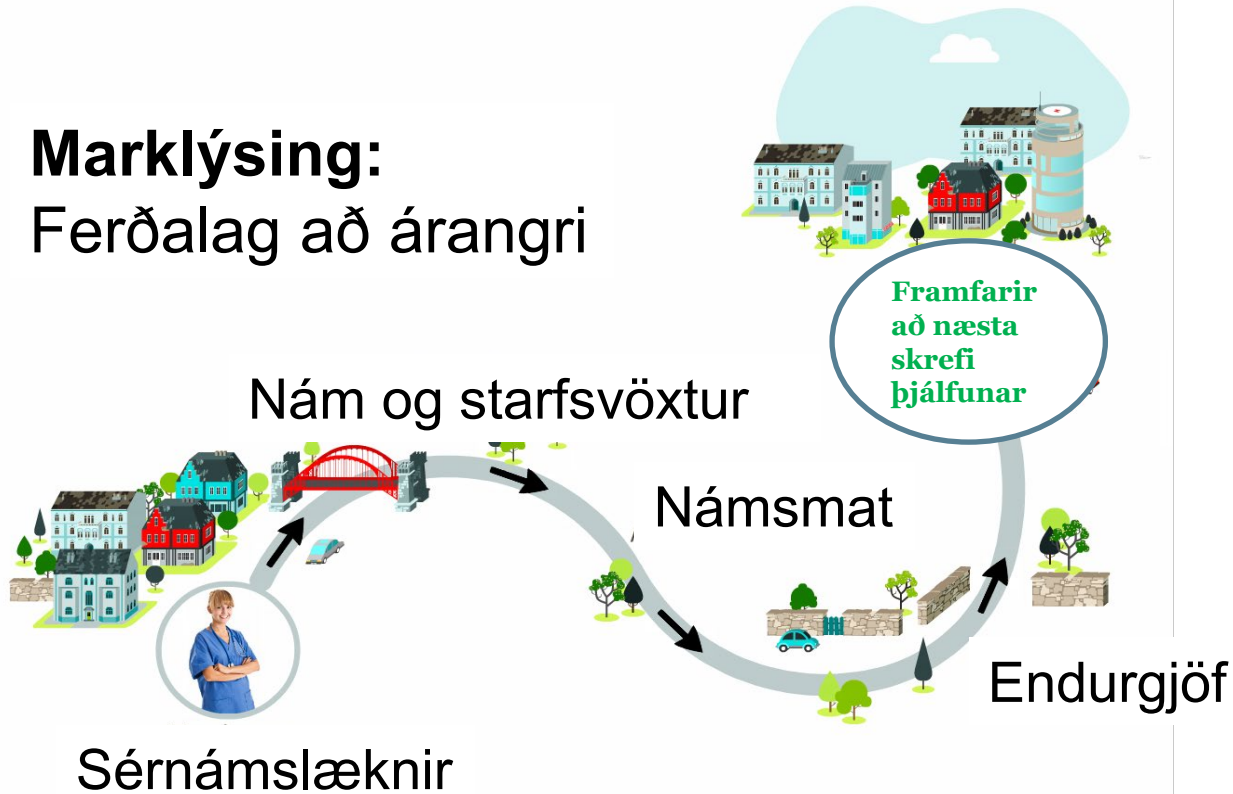 Marklýsing:
Ferðalag að árangri
Framfarir
að næsta
skrefi
þjálfunar
Nám og starfsvöxtur
Námsmat
Endurgjöf
Sérnámslæknir